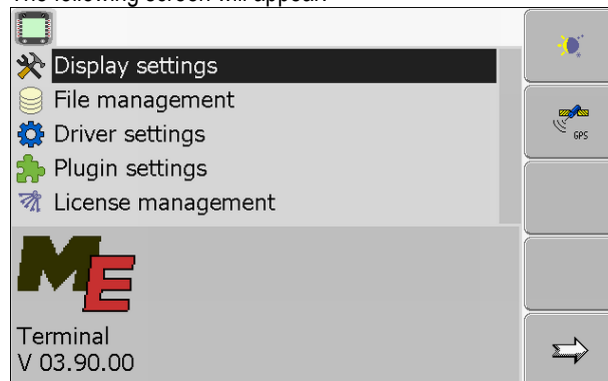 The following screen will appear:
Display settings
File management
Driver settings
Plugin settings
License management
GPS
ME
Terminal
V 03.90.00